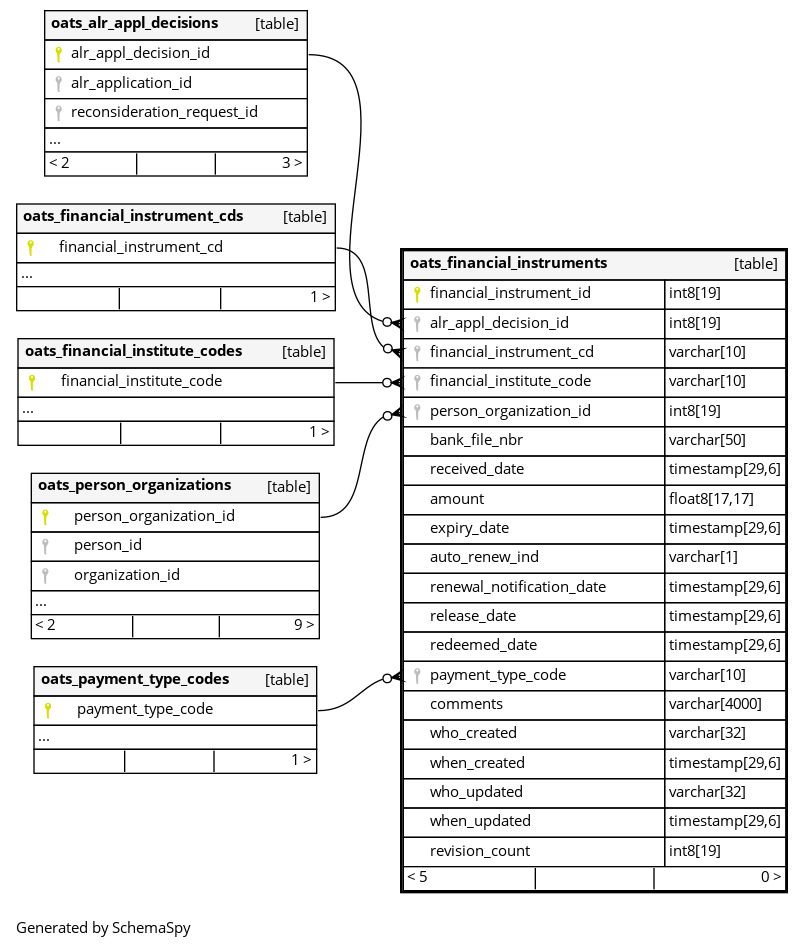 oats_alr_appl_decisions [table]
alr_appl_decision_id
alr_application_id
reconsideration_request_id
...
< 2 3 >
oats_financial_instrument_cds [table]
financial_instrument_cd
...
1 >
oats_financial_institute_codes [table]
financial_institute_code
...
1 >
oats_person_organizations [table]
person_organization_id
person_id
organization_id
...
< 2 9 >
oats_payment_type_codes [table]
payment_type_code
...
1 >
oats_financial_instruments [table]
financial_instrument_id int8[19]
alr_appl_decision_id int8[19]
financial_instrument_cd varchar[10]
financial_institute_code varchar[10]
person_organization_id int8[19]
bank_file_nbr varchar[50]
received_date timestamp[29,6]
amount float8[17,17]
expiry_date timestamp[29,6]
auto_renew_ind varchar[1]
renewal_notification_date timestamp[29,6]
release_date timestamp[29,6]
redeemed_date timestamp[29,6]
payment_type_code varchar[10]
comments varchar[4000]
who_created varchar[32]
when_created timestamp[29,6]
who_updated varchar[32]
when_updated timestamp[29,6]
revision_count int8[19]
< 5 0 >
Generated by SchemaSpy